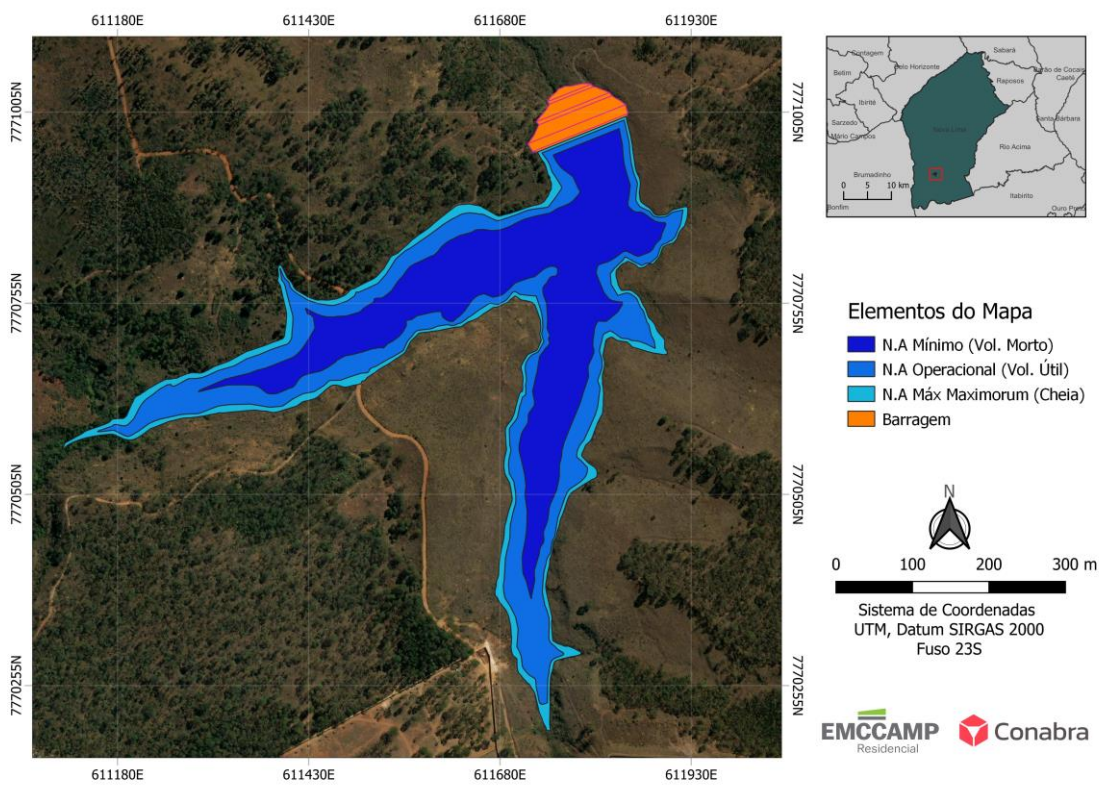 611180E
611430E
611680E
611930E
7771005N
7771005N
7770755N
7770755N
7770505N
7770505N
7770255N
7770255N
611180E
611430E
611680E
611930E
Contagem
Belo Horizonte
Sabará
Betim
Barão de Cocais
Caeté
Raposos
Ibirité
Sarzedo
Mário Campos
Nova Lima
Santa Bárbara
Rio Acima
Brumadinho
0 5 10 km
Itabirito
Bonfim
Ouro Preto
Elementos do Mapa
N.A Mínimo (Vol. Morto)
N.A Operacional (Vol. Útil)
N.A Máx Maximorum (Cheia)
Barragem
N
0 100 200 300 m
Sistema de Coordenadas
UTM, Datum SIRGAS 2000
Fuso 23S
EMCCAMP
Residencial
Conabra